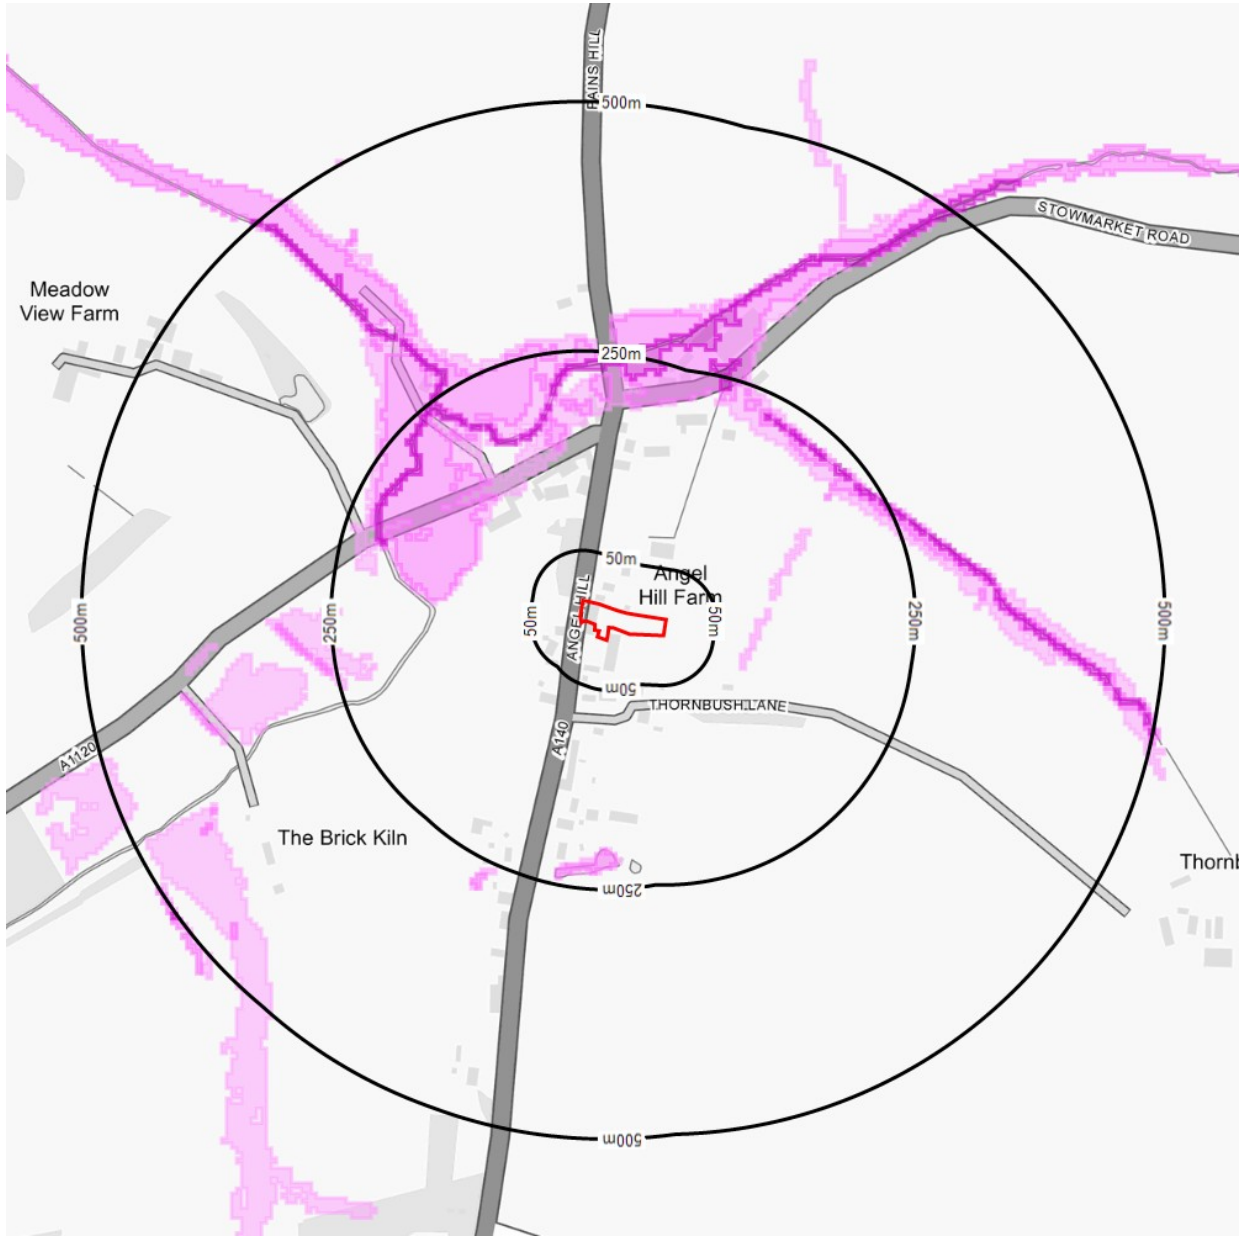 PAINS HILL
500m
STOWMARKET ROAD
Meadow
View Farm
250m
50m
Angel
Hill Farm
ANGEL HILL
500m
250m
50m
50m
250m
500m
50m
THORNBUSH LANE
A140
A1120
The Brick Kiln
Thornb
250m
500m